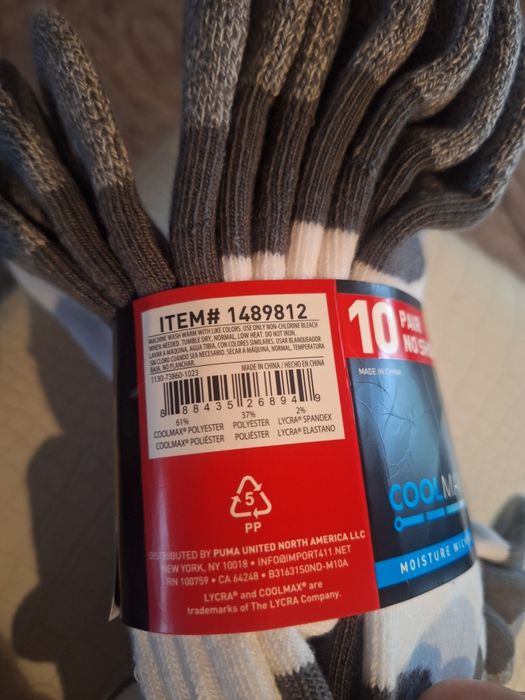 ITEM# 1489812
MACHINE WASH WARM WITH LIKE COLORS. USE ONLY NON-CHLORINE BLEACH
WHEN NEEDED. TUMBLE DRY, NORMAL, LOW HEAT. DO NOT IRON.
LAVAR A MÁQUINA, AGUA TIBIA, CON COLORES SIMILARES. USAR BLANQUEADOR
SIN CLORO CUANDO SEA NECESARIO. SECAR A MÁQUINA, NORMAL, TEMPERATURA
BAJA. NO PLANCHAR.
MADE IN CHINA / HECHO EN CHINA
1130-73860-1023
8 88435 26894 9
61% 37% 2%
COOLMAX® POLYESTER POLYESTER LYCRA® SPANDEX
COOLMAX® POLIÉSTER POLIÉSTER LYCRA® ELASTANO
5
PP
DISTRIBUTED BY PUMA UNITED NORTH AMERICA LLC
NEW YORK, NY 10018 • INFO@IMPORT411.NET
RN 100759 • CA 64248 • B31631SOND-M10A
LYCRA® and COOLMAX® are
trademarks of The LYCRA Company.
10 PAIR
NO
MADE IN CHINA
COOL
MOISTURE